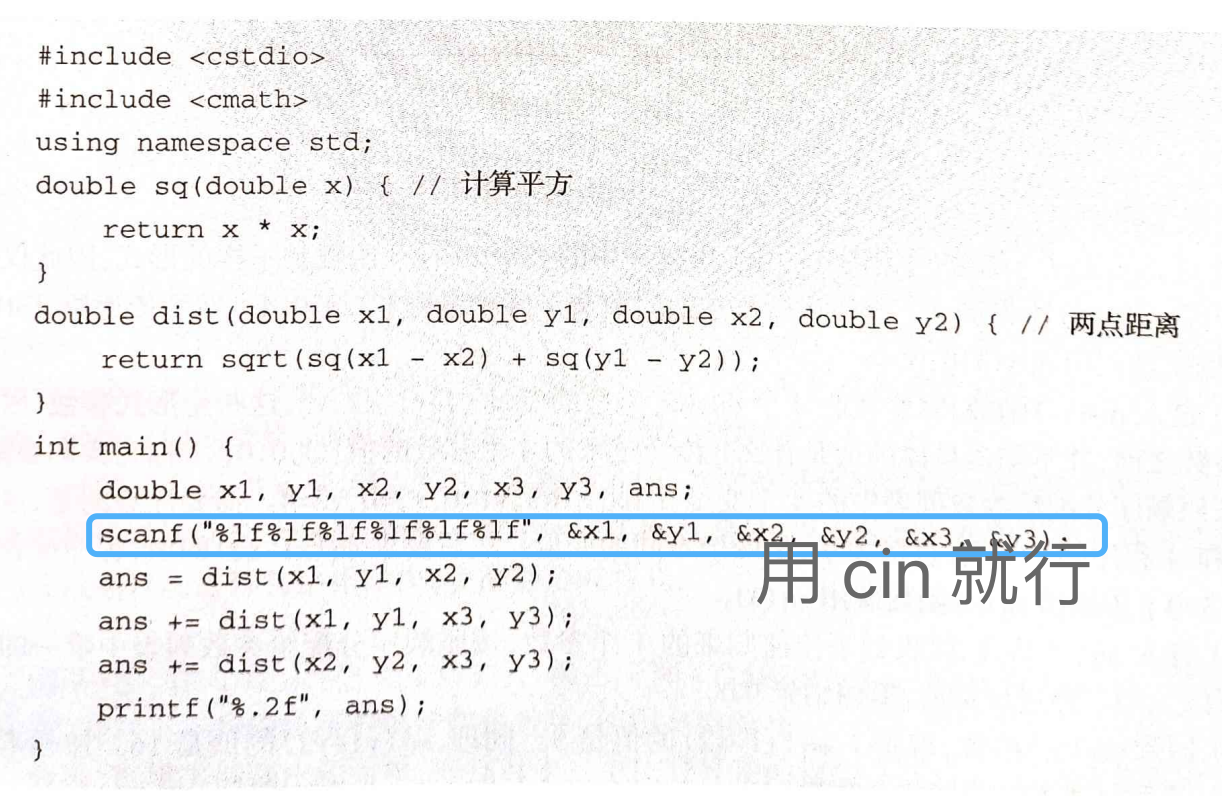 #include <cstdio>
#include <cmath>
using namespace std;
double sq(double x) { // 计算平方
    return x * x;
}
double dist(double x1, double y1, double x2, double y2) { // 两点距离
    return sqrt(sq(x1 - x2) + sq(y1 - y2));
}
int main() {
    double x1, y1, x2, y2, x3, y3, ans;
    scanf("%lf%lf%lf%lf%lf%lf", &x1, &y1, &x2, &y2, &x3, &y3);
用 cin 就行
    ans = dist(x1, y1, x2, y2);
    ans += dist(x1, y1, x3, y3);
    ans += dist(x2, y2, x3, y3);
    printf("%.2f", ans);
}